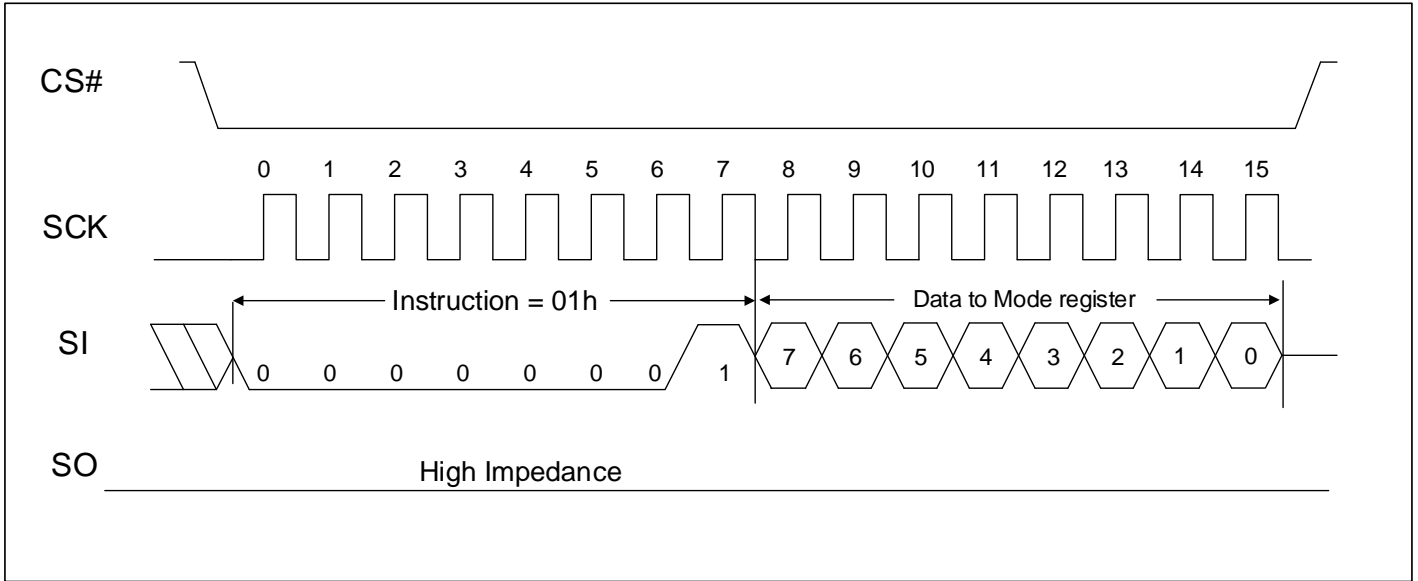 CS#
0 1 2 3 4 5 6 7 8 9 10 11 12 13 14 15
SCK
Instruction = 01h Data to Mode register
SI
0 0 0 0 0 0 0 1 7 6 5 4 3 2 1 0
SO
High Impedance